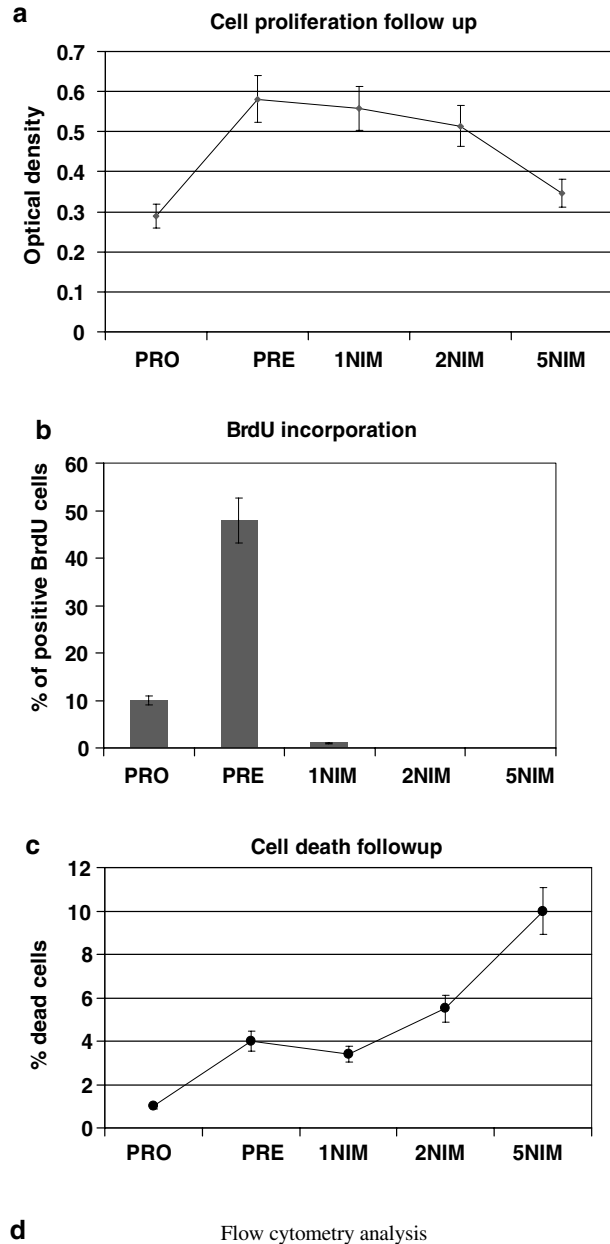 a
Cell proliferation follow up
Optical density
0.7
0.6
0.5
0.4
0.3
0.2
0.1
0
PRO PRE 1NIM 2NIM 5NIM
b
BrdU incorporation
% of positive BrdU cells
60
50
40
30
20
10
0
PRO PRE 1NIM 2NIM 5NIM
c
Cell death followup
% dead cells
12
10
8
6
4
2
0
PRO PRE 1NIM 2NIM 5NIM
d
Flow cytometry analysis